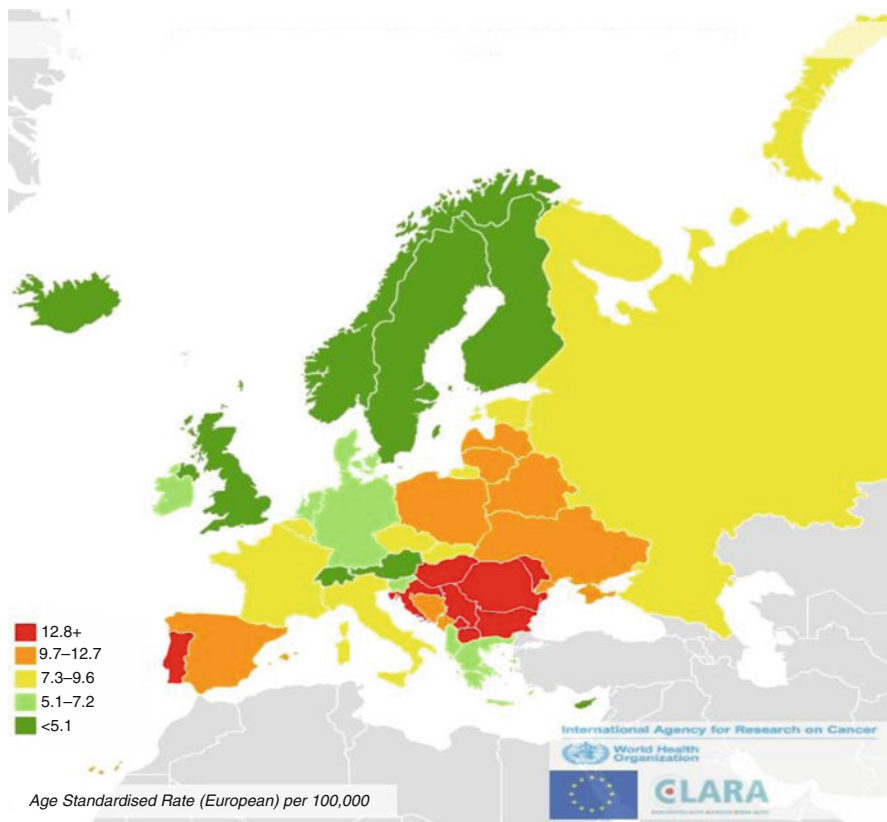 12.8+
9.7–12.7
7.3–9.6
5.1–7.2
<5.1
International Agency for Research on Cancer
World Health
Organization
CLARA
Age Standardised Rate (European) per 100,000